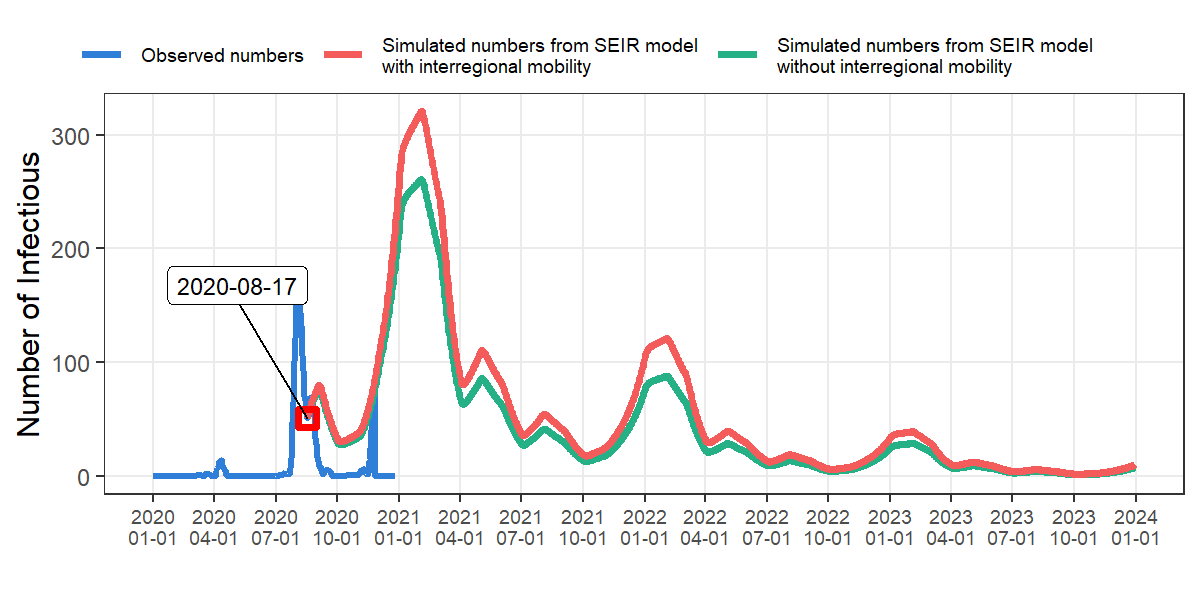 Observed numbers
Simulated numbers from SEIR model
with interregional mobility
Simulated numbers from SEIR model
without interregional mobility
Number of Infectious
300
200
100
0
2020-08-17
2020 2020 2020 2020 2021 2021 2021 2021 2022 2022 2022 2022 2023 2023 2023 2023 2024
01-01 04-01 07-01 10-01 01-01 04-01 07-01 10-01 01-01 04-01 07-01 10-01 01-01 04-01 07-01 10-01 01-01